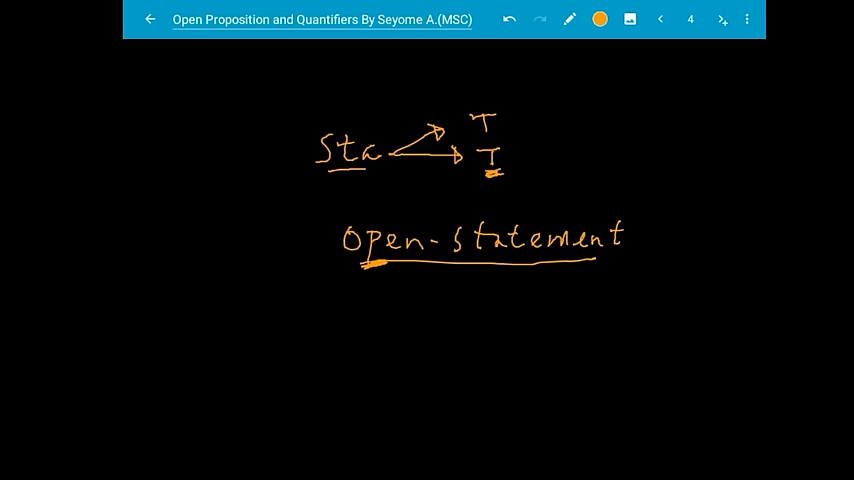 Open Proposition and Quantifiers By Seyome A.(MSC)
4
T
Sta
T
Open-statement